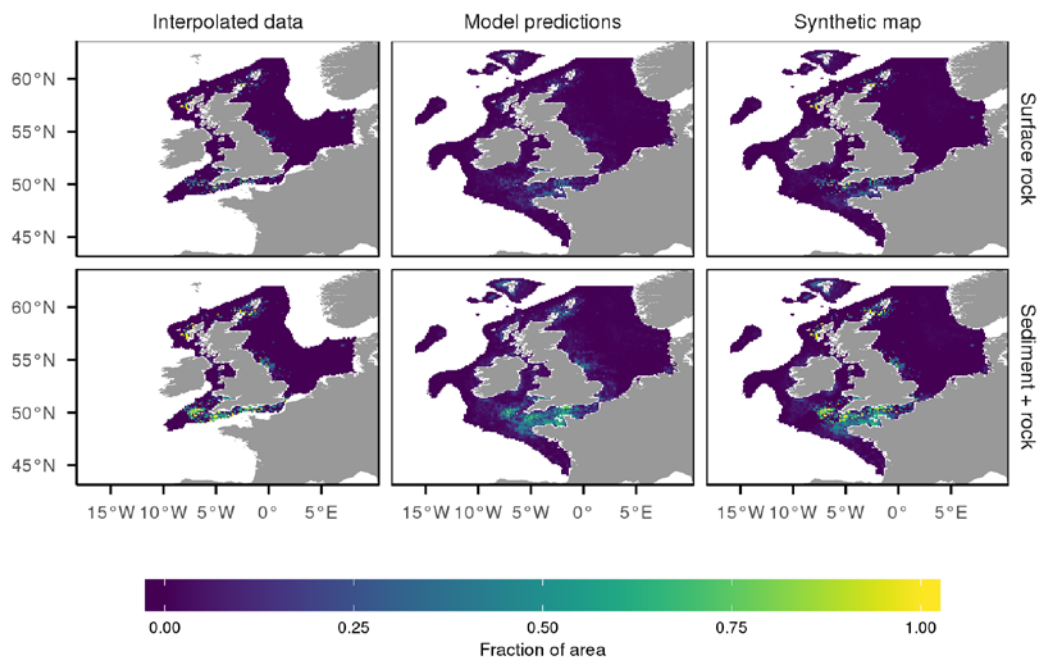 Interpolated data Model predictions Synthetic map
60°N
55°N
50°N
45°N
Surface rock
60°N
55°N
50°N
45°N
Sediment + rock
15°W 10°W 5°W 0° 5°E 15°W 10°W 5°W 0° 5°E 15°W 10°W 5°W 0° 5°E
0.00 0.25 0.50 0.75 1.00
Fraction of area